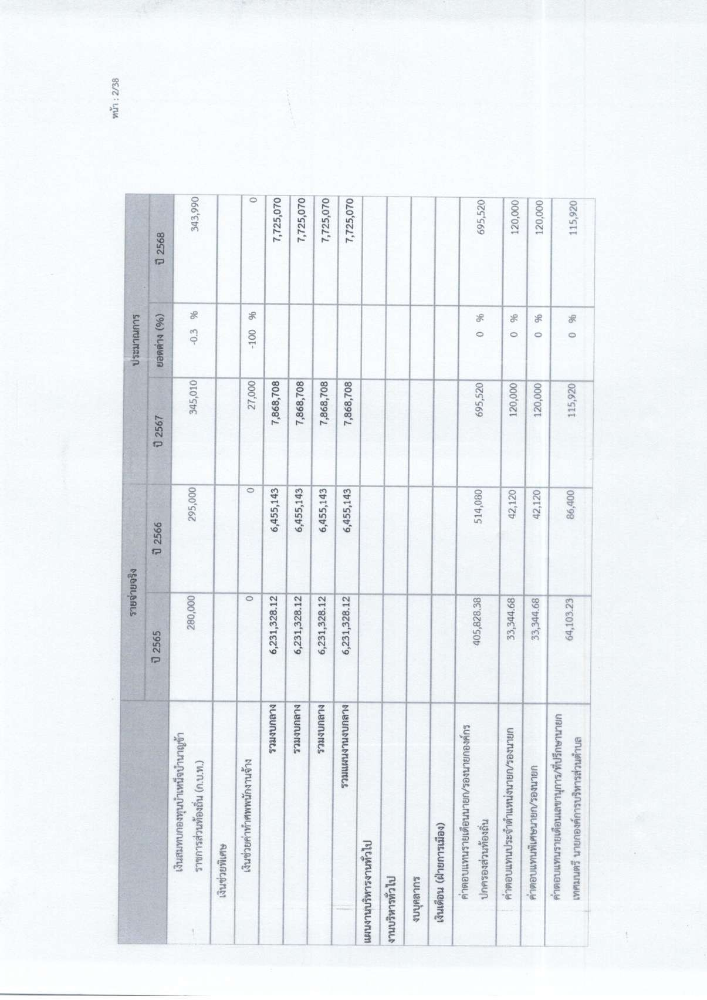 หน้า : 2/38
รายจ่ายจริง ประมาณการ
ปี 2565 ปี 2566 ปี 2567 ยอดต่าง (%) ปี 2568
เงินสมทบกองทุนบำเหน็จบำนาญข้า 280,000 295,000 345,010 -0.3 % 343,990
ราชการส่วนท้องถิ่น (ก.บ.ท.)
เงินช่วยพิเศษ
เงินช่วยค่าทำศพพนักงานจ้าง 0 0 27,000 -100 % 0
รวมงบกลาง 6,231,328.12 6,455,143 7,868,708 7,725,070
รวมงบกลาง 6,231,328.12 6,455,143 7,868,708 7,725,070
รวมงบกลาง 6,231,328.12 6,455,143 7,868,708 7,725,070
รวมแผนงานงบกลาง 6,231,328.12 6,455,143 7,868,708 7,725,070
แผนงานบริหารงานทั่วไป
งานบริหารทั่วไป
งบบุคลากร
เงินเดือน (ฝ่ายการเมือง)
ค่าตอบแทนรายเดือนนายก/รองนายกองค์กร 405,828.38 514,080 695,520 0 % 695,520
ปกครองส่วนท้องถิ่น
ค่าตอบแทนประจำตำแหน่งนายก/รองนายก 33,344.68 42,120 120,000 0 % 120,000
ค่าตอบแทนพิเศษนายก/รองนายก 33,344.68 42,120 120,000 0 % 120,000
ค่าตอบแทนรายเดือนเลขานุการ/ที่ปรึกษานายก 64,103.23 86,400 115,920 0 % 115,920
เทศมนตรี นายกองค์การบริหารส่วนตำบล